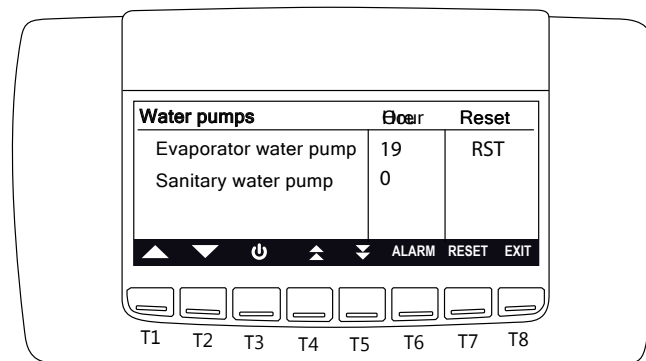 Water pumps Reset
Evaporator water pump 19 RST
Sanitary water pump 0
ALARM RESET EXIT
T1 T2 T3 T4 T5 T6 T7 T8